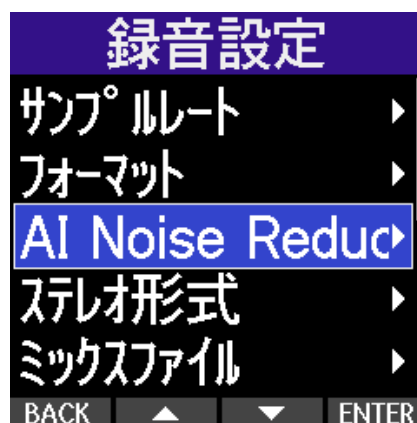 録音設定
サンプルレート
フォーマット
AI Noise Reduc
ステレオ形式
ミックスファイル
BACK ENTER